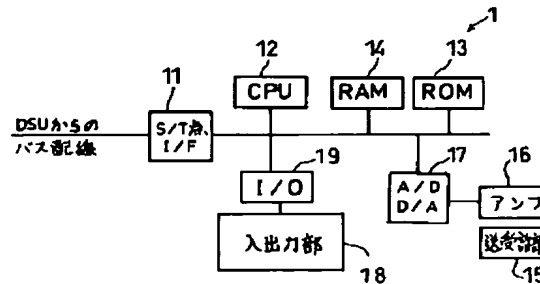 1
12
14
13
CPU
RAM
ROM
11
DSUからの
バス配線
S/T点、
I/F
19
17
16
I/O
A/D
D/A
アンプ
入出力部
18
送受話器
15